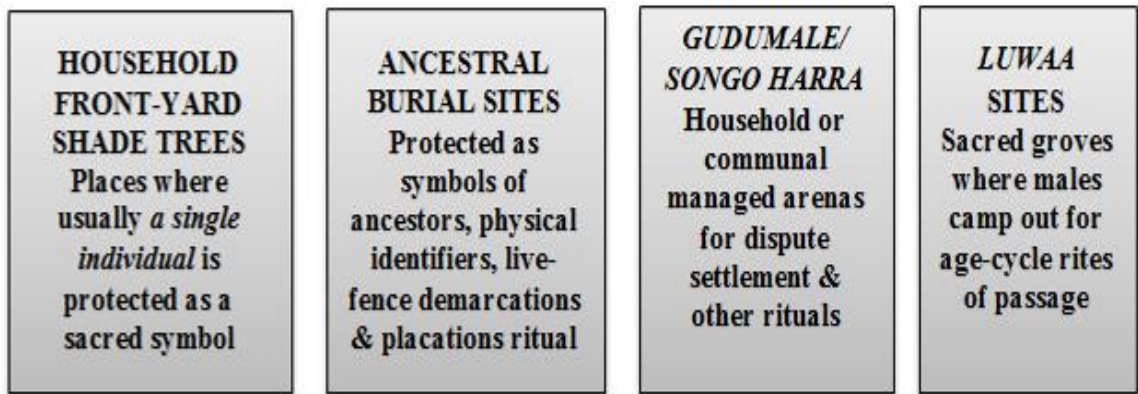 HOUSEHOLD
FRONT-YARD
SHADE TREES
Places where
usually a single
individual is
protected as a
sacred symbol
ANCESTRAL
BURIAL SITES
Protected as
symbols of
ancestors, physical
identifiers, live-
fence demarcations
& placations ritual
GUDUMALE/
SONGO HARRA
Household or
communal
managed arenas
for dispute
settlement &
other rituals
LUWAA
SITES
Sacred groves
where males
camp out for
age-cycle rites
of passage